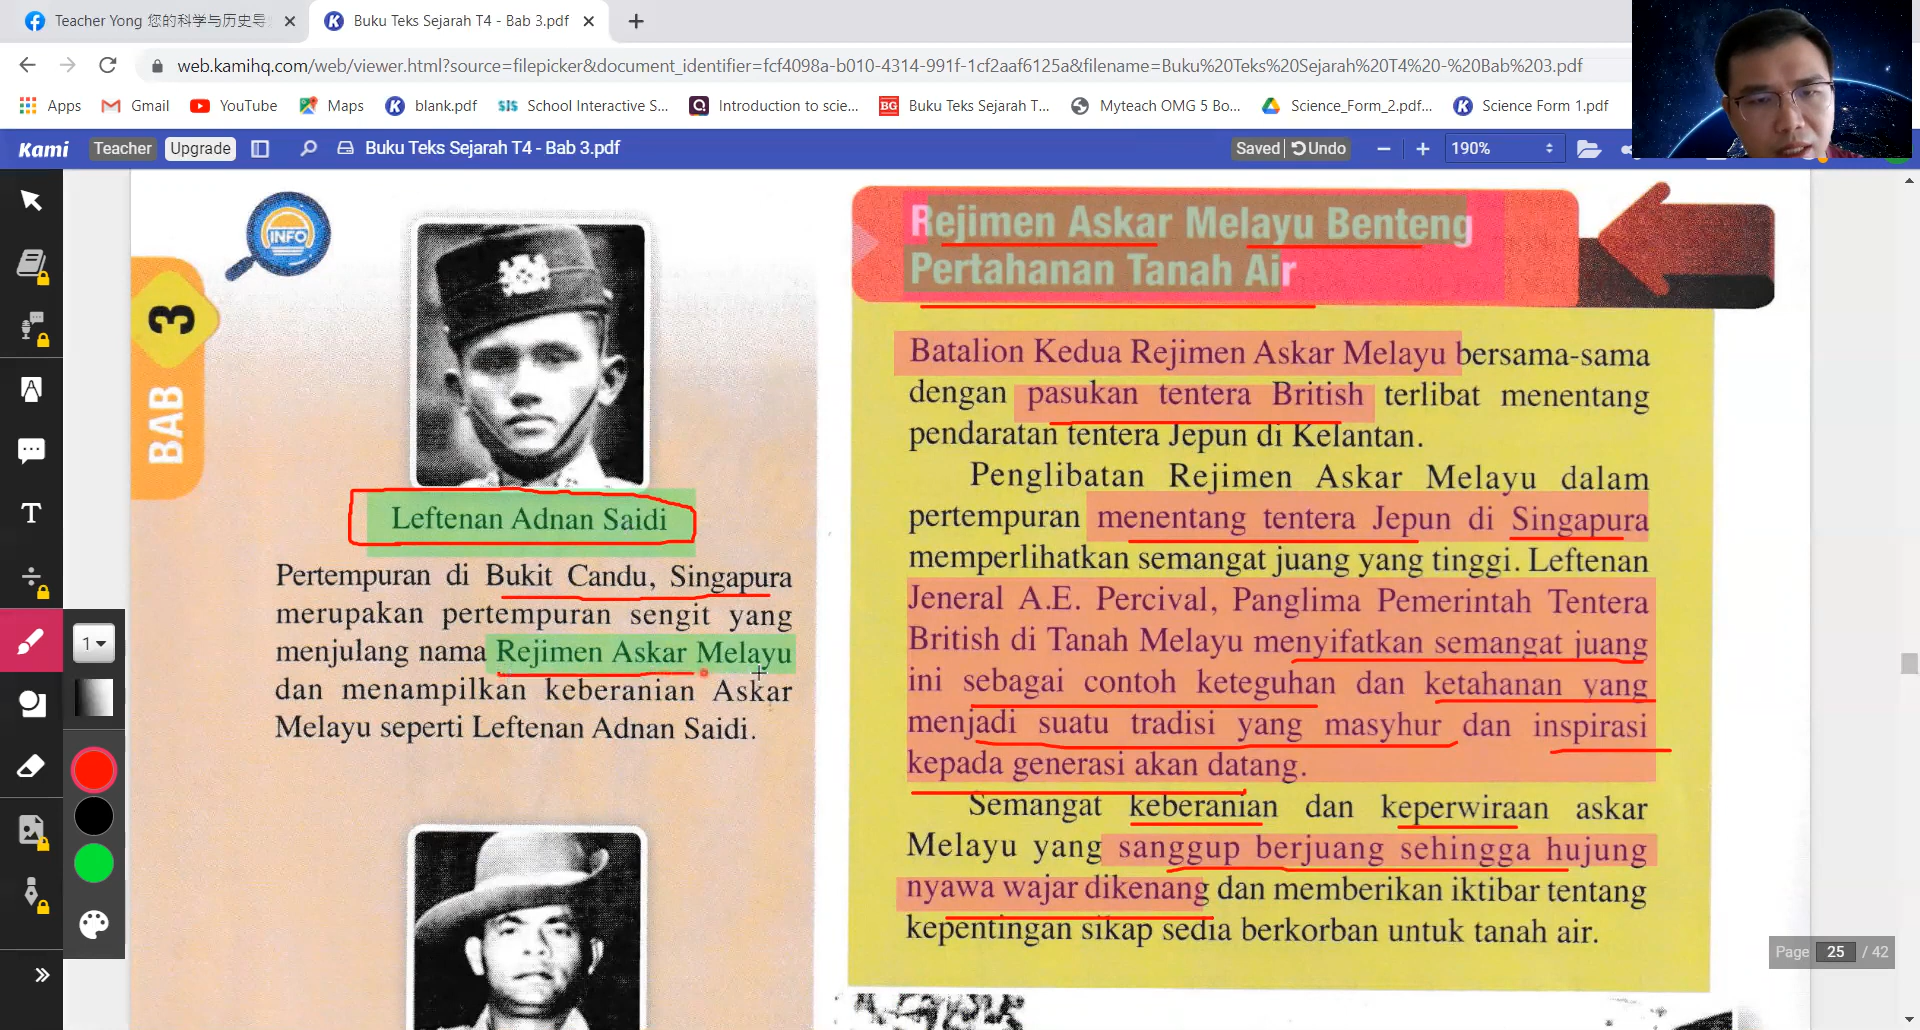 Teacher Yong 您的科学与历史导
Buku Teks Sejarah T4 - Bab 3.pdf
web.kamihq.com/web/viewer.html?source=filepicker&document_identifier=fcf4098a-b010-4314-991f-1cf2aaf6125a&filename=Buku%20Teks%20Sejarah%20T4%20-%20Bab%203.pdf
Apps
Gmail
YouTube
Maps
blank.pdf
School Interactive S...
Introduction to scie...
Buku Teks Sejarah T...
Myteach OMG 5 Bo...
Science_Form_2.pdf...
Science Form 1.pdf
Kami
Teacher
Upgrade
Buku Teks Sejarah T4 - Bab 3.pdf
Saved
Undo
190%
INFO
BAB 3
Leftenan Adnan Saidi
Pertempuran di Bukit Candu, Singapura
merupakan pertempuran sengit yang
menjulang nama Rejimen Askar Melayu
dan menampilkan keberanian Askar
Melayu seperti Leftenan Adnan Saidi.
Rejimen Askar Melayu Benteng
Pertahanan Tanah Air
Batalion Kedua Rejimen Askar Melayu bersama-sama
dengan pasukan tentera British terlibat menentang
pendaratan tentera Jepun di Kelantan.
Penglibatan Rejimen Askar Melayu dalam
pertempuran menentang tentera Jepun di Singapura
memperlihatkan semangat juang yang tinggi. Leftenan
Jeneral A.E. Percival, Panglima Pemerintah Tentera
British di Tanah Melayu menyifatkan semangat juang
ini sebagai contoh keteguhan dan ketahanan yang
menjadi suatu tradisi yang masyhur dan inspirasi
kepada generasi akan datang.
Semangat keberanian dan keperwiraan askar
Melayu yang sanggup berjuang sehingga hujung
nyawa wajar dikenang dan memberikan iktibar tentang
kepentingan sikap sedia berkorban untuk tanah air.
1
Page 25 / 42